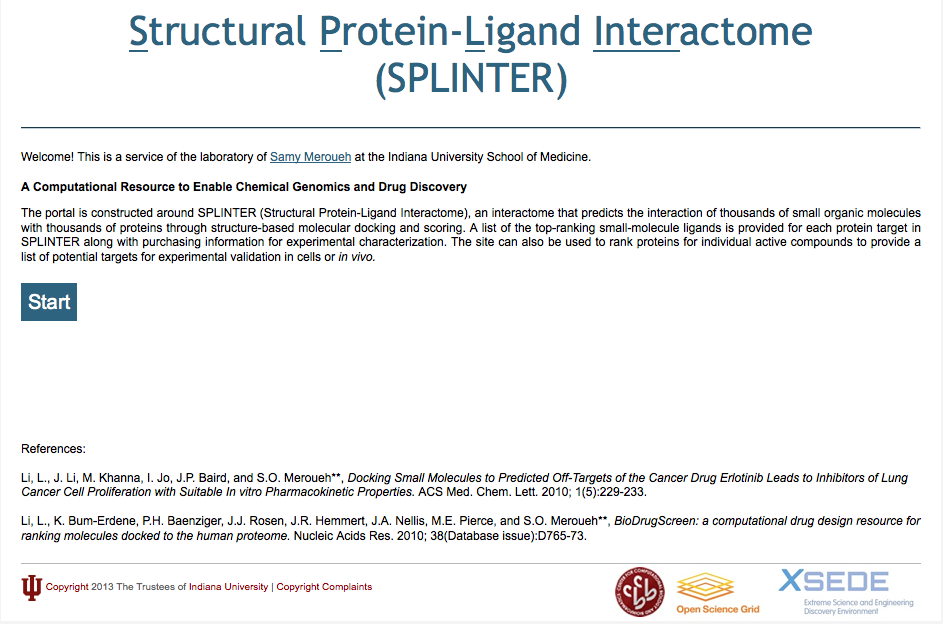 Structural Protein-Ligand Interactome
(SPLINTER)
Welcome! This is a service of the laboratory of Samy Meroueh at the Indiana University School of Medicine.
A Computational Resource to Enable Chemical Genomics and Drug Discovery
The portal is constructed around SPLINTER (Structural Protein-Ligand Interactome), an interactome that predicts the interaction of thousands of small organic molecules
with thousands of proteins through structure-based molecular docking and scoring. A list of the top-ranking small-molecule ligands is provided for each protein target in
SPLINTER along with purchasing information for experimental characterization. The site can also be used to rank proteins for individual active compounds to provide a
list of potential targets for experimental validation in cells or in vivo.
Start
References:
Li, L., J. Li, M. Khanna, I. Jo, J.P. Baird, and S.O. Meroueh**, Docking Small Molecules to Predicted Off-Targets of the Cancer Drug Erlotinib Leads to Inhibitors of Lung
Cancer Cell Proliferation with Suitable In vitro Pharmacokinetic Properties. ACS Med. Chem. Lett. 2010; 1(5):229-233.
Li, L., K. Bum-Erdene, P.H. Baenziger, J.J. Rosen, J.R. Hemmert, J.A. Nellis, M.E. Pierce, and S.O. Meroueh**, BioDrugScreen: a computational drug design resource for
ranking molecules docked to the human proteome. Nucleic Acids Res. 2010; 38(Database issue):D765-73.
Copyright 2013 The Trustees of Indiana University | Copyright Complaints
Open Science Grid
XSEDE
Extreme Science and Engineering
Discovery Environment